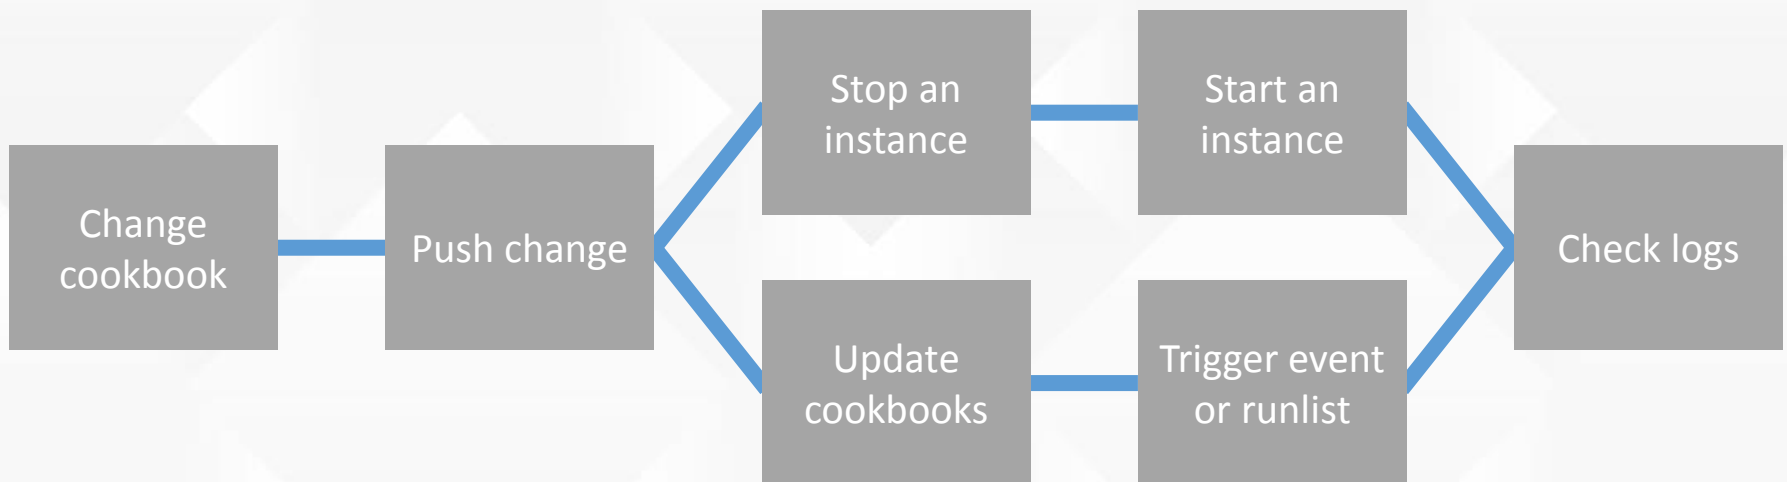 Change
cookbook
Push change
Stop an
instance
Start an
instance
Update
cookbooks
Trigger event
or runlist
Check logs